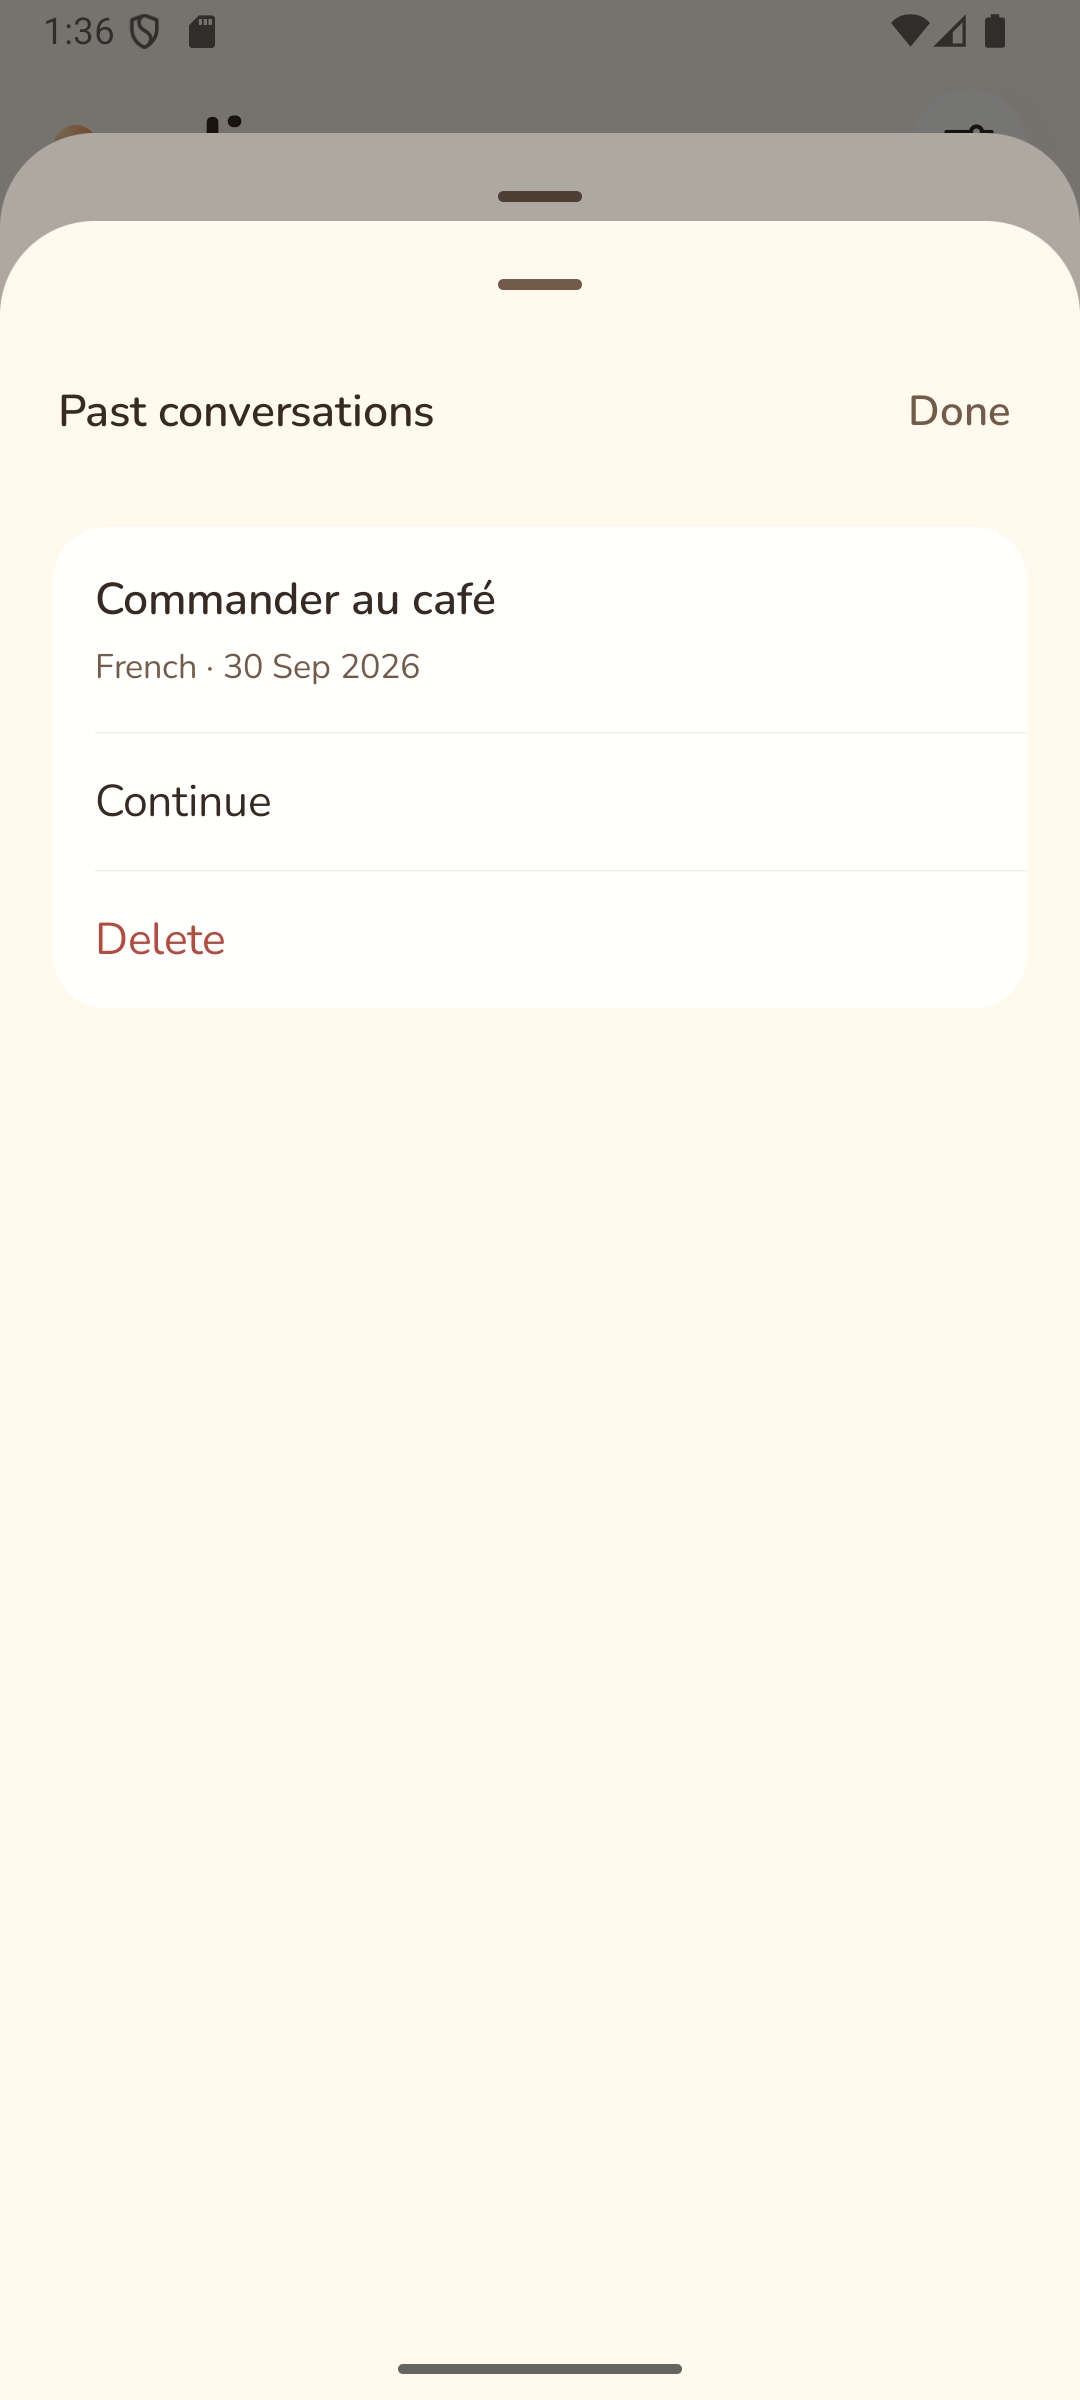 1:36
Past conversations
Done
Commander au café
French · 30 Sep 2026
Continue
Delete